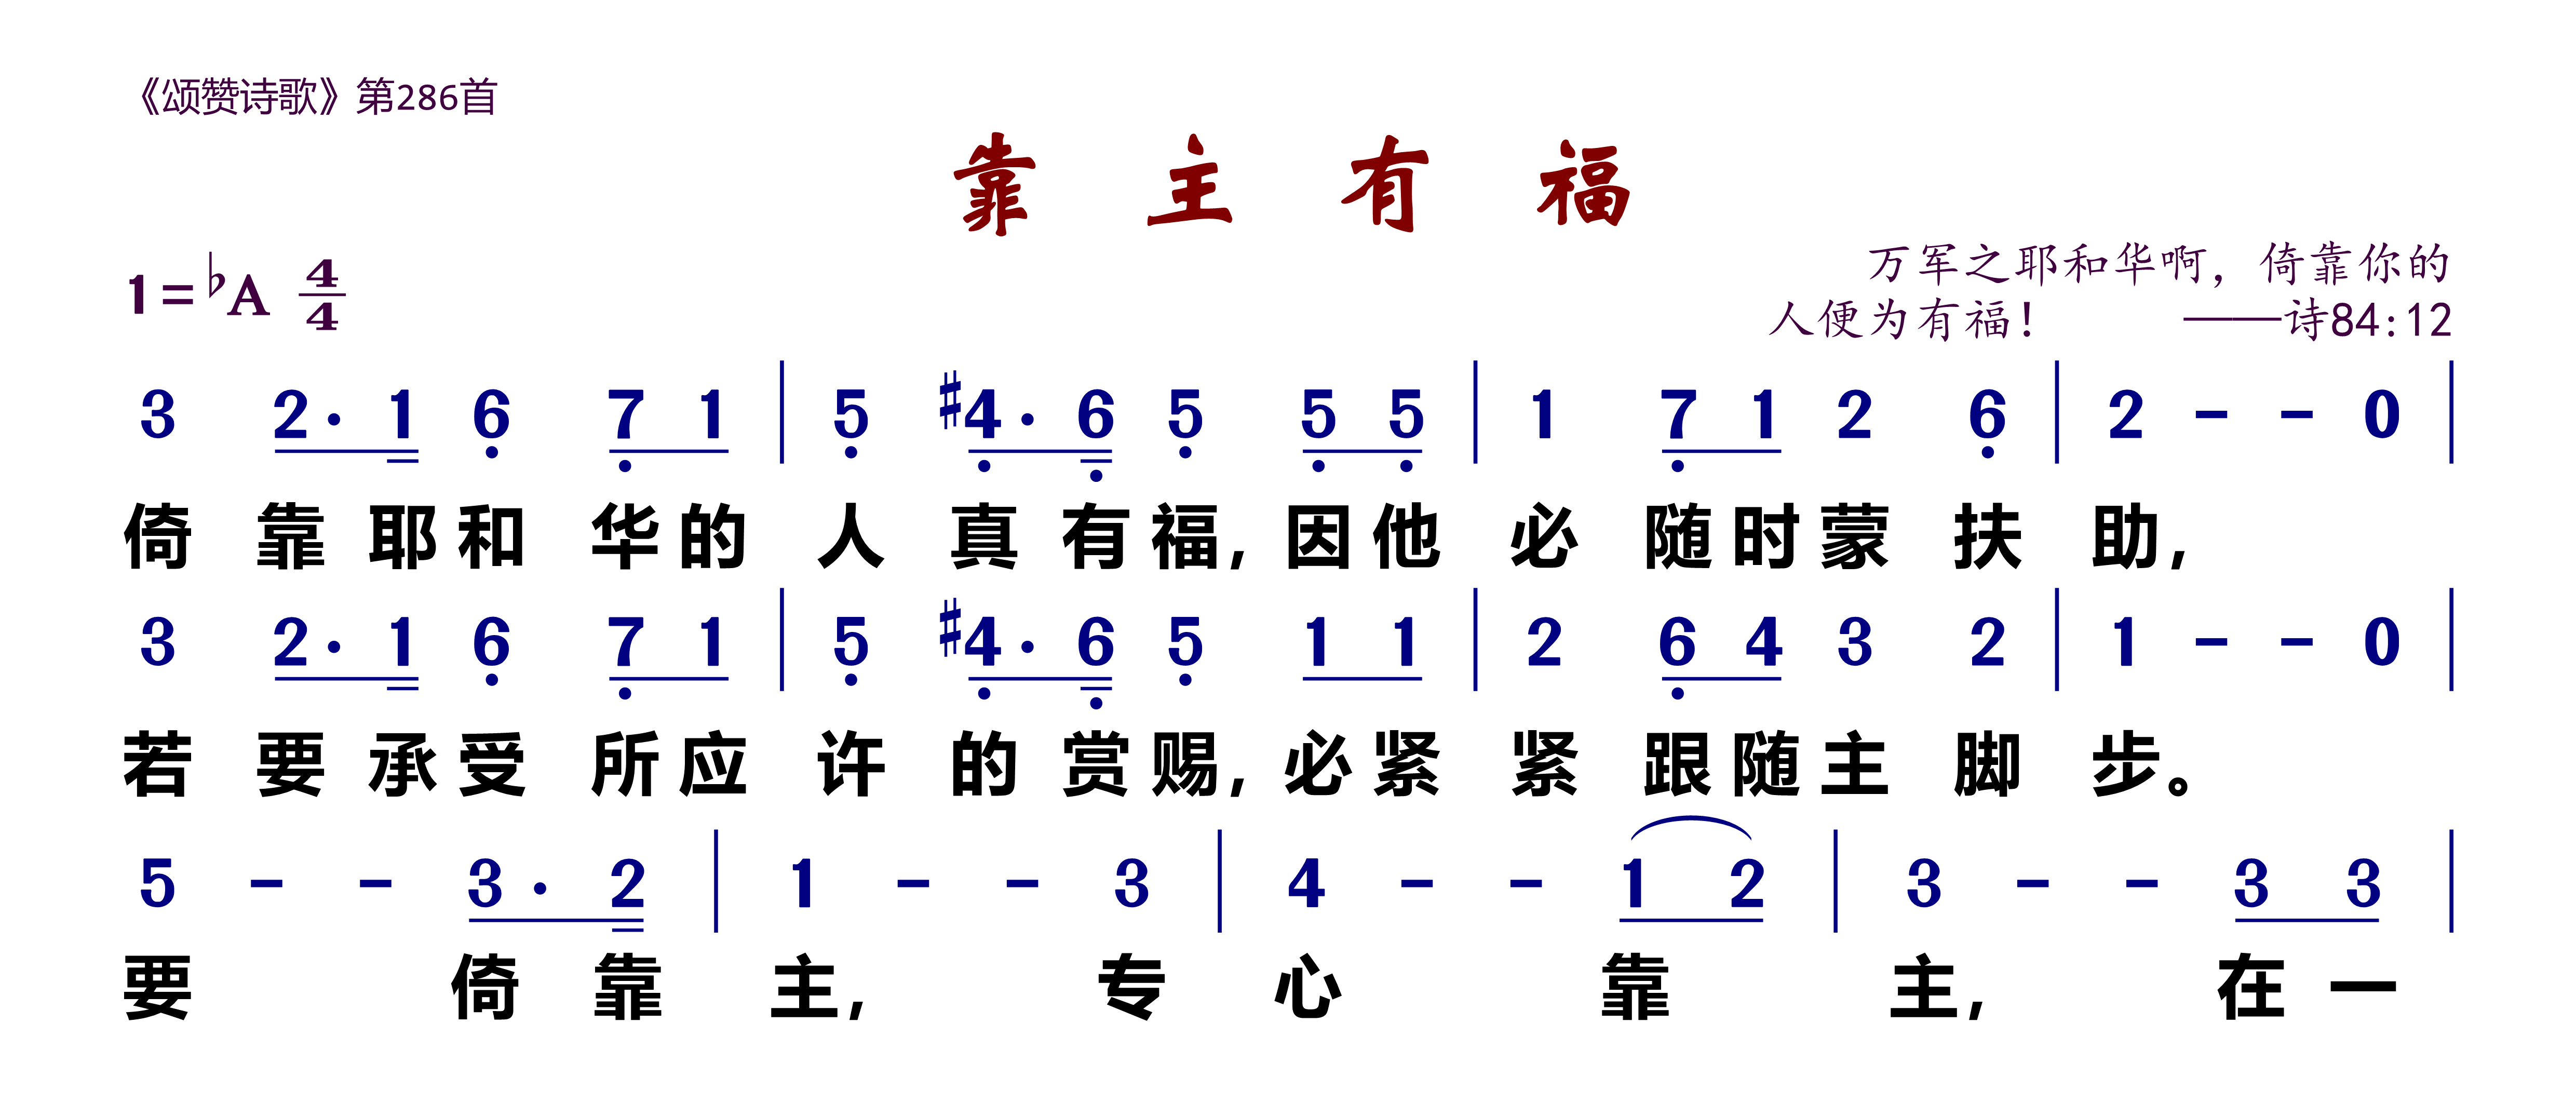 《颂赞诗歌》第286首
靠 主 有 福
万军之耶和华啊，倚靠你的
1=♭A 4/4
人便为有福！ ——诗84:12
3 2· 1 6̣ 7̣ 1 | 5̣ #4̣· 6̣ 5̣ 5̣ 5̣ | 1 7̣ 1 2 6̣ | 2 - - 0 |
倚 靠 耶 和 华 的 人 真 有 福, 因 他 必 随 时 蒙 扶 助,
3 2· 1 6̣ 7̣ 1 | 5̣ #4̣· 6̣ 5̣ 1 1 | 2 6̣ 4 3 2 | 1 - - 0 |
若 要 承 受 所 应 许 的 赏 赐, 必 紧 紧 跟 随 主 脚 步。
5 - - 3· 2 | 1 - - 3 | 4 - - 1 2 | 3 - - 3 3 |
要 倚 靠 主, 专 心 靠 主, 在 一